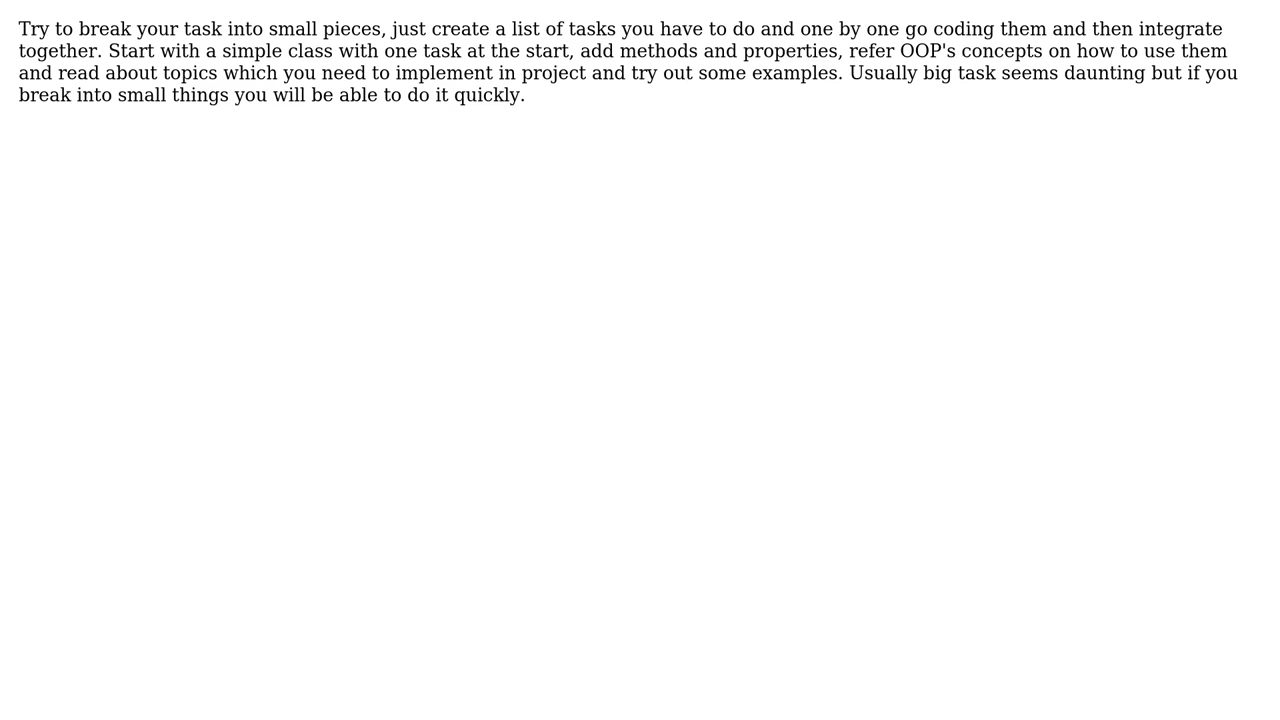 Try to break your task into small pieces, just create a list of tasks you have to do and one by one go coding them and then integrate
together. Start with a simple class with one task at the start, add methods and properties, refer OOP's concepts on how to use them
and read about topics which you need to implement in project and try out some examples. Usually big task seems daunting but if you
break into small things you will be able to do it quickly.